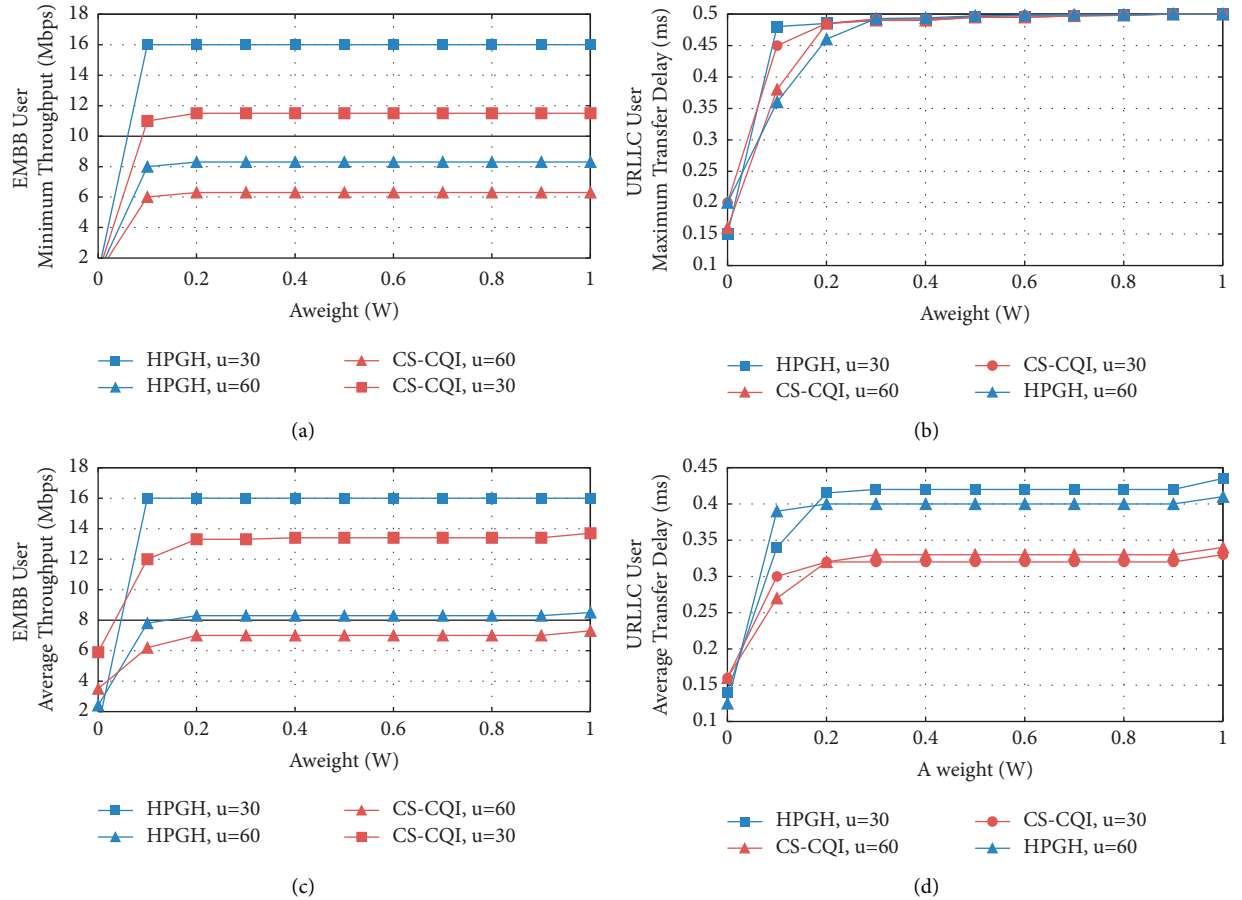 EMBB User
Minimum Throughput (Mbps)
18
16
14
12
10
8
6
4
2
0
0.2
0.4
0.6
0.8
1
Aweight (W)
HPGH, u=30
CS-CQI, u=60
HPGH, u=60
CS-CQI, u=30
(a)
URLLC User
Maximum Transfer Delay (ms)
0.5
0.45
0.4
0.35
0.3
0.25
0.2
0.15
0.1
0
0.2
0.4
0.6
0.8
1
Aweight (W)
HPGH, u=30
CS-CQI, u=30
CS-CQI, u=60
HPGH, u=60
(b)
EMBB User
Average Throughput (Mbps)
18
16
14
12
10
8
6
4
2
0
0.2
0.4
0.6
0.8
1
Aweight (W)
HPGH, u=30
CS-CQI, u=60
HPGH, u=60
CS-CQI, u=30
(c)
URLLC User
Average Transfer Delay (ms)
0.45
0.4
0.35
0.3
0.25
0.2
0.15
0.1
0
0.2
0.4
0.6
0.8
1
A weight (W)
HPGH, u=30
CS-CQI, u=30
CS-CQI, u=60
HPGH, u=60
(d)